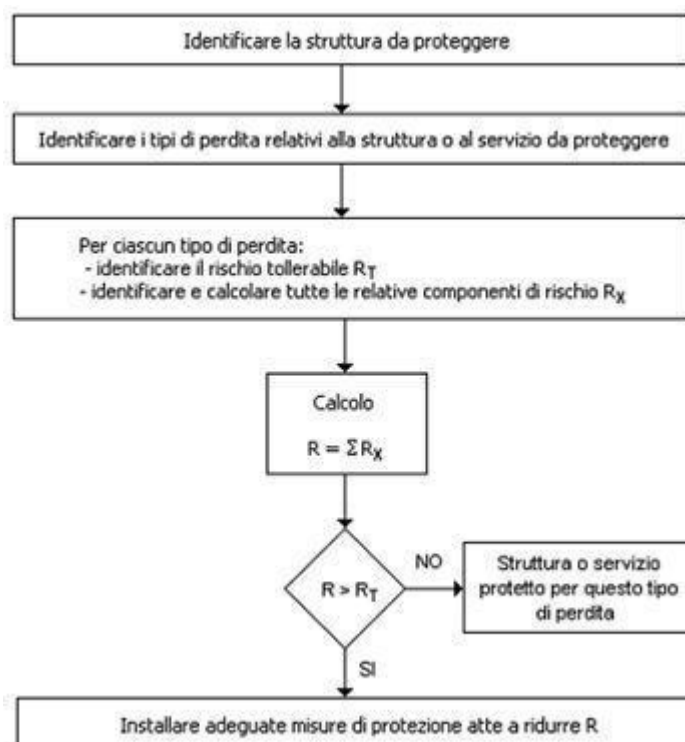 Identificare la struttura da proteggere
Identificare i tipi di perdita relativi alla struttura o al servizio da proteggere
Per ciascun tipo di perdita:
- identificare il rischio tollerabile RT
- identificare e calcolare tutte le relative componenti di rischio RX
Calcolo
R = ΣRX
R > RT
NO
Struttura o servizio
protetto per questo tipo
di perdita
SI
Installare adeguate misure di protezione atte a ridurre R